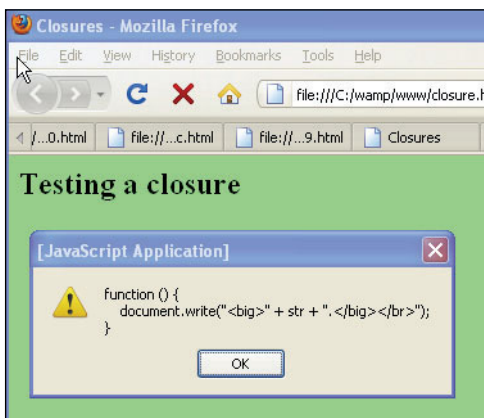 Closures - Mozilla Firefox
File Edit View History Bookmarks Tools Help
file:///C:/wamp/www/closure.h
/...0.html file://...c.html file://...9.html Closures
Testing a closure
[JavaScript Application]
function () {
document.write("<big>" + str + ".</big></br>");
}
OK